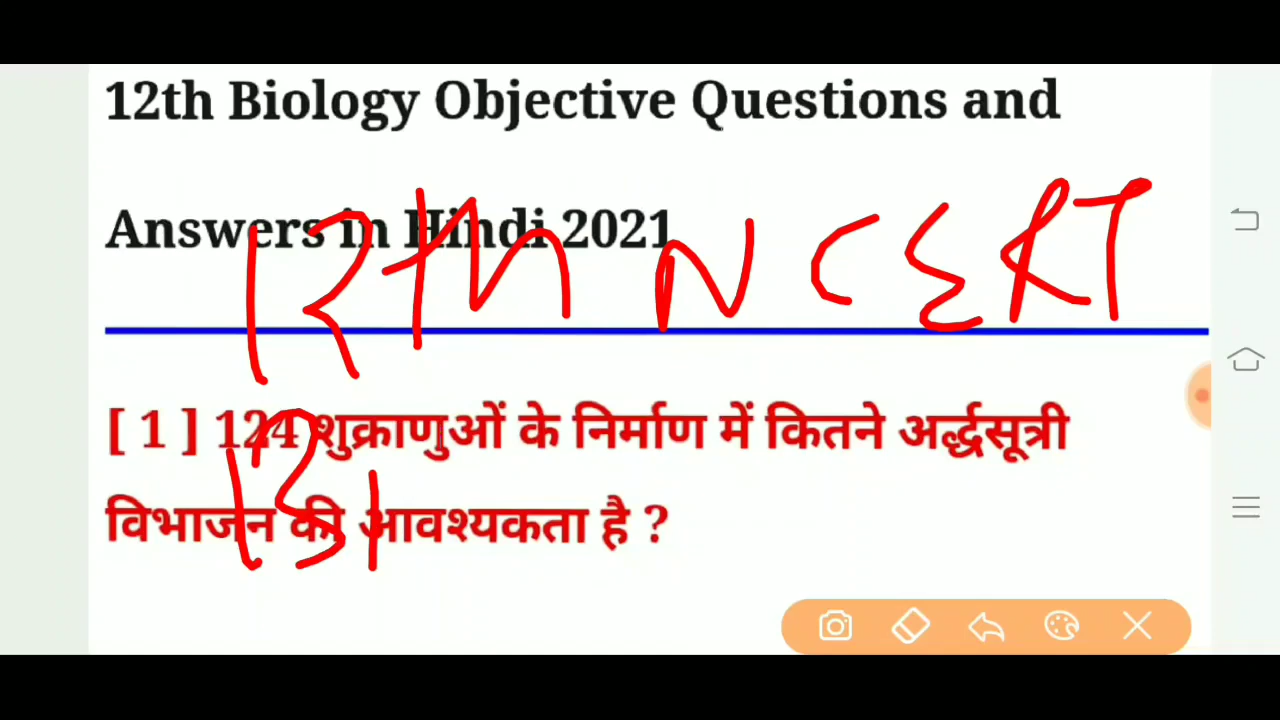 12th Biology Objective Questions and
Answers in Hindi 2021
12th NCERT
[ 1 ] 124 शुक्राणुओं के निर्माण में कितने अर्द्धसूत्री
विभाजन की आवश्यकता है ?